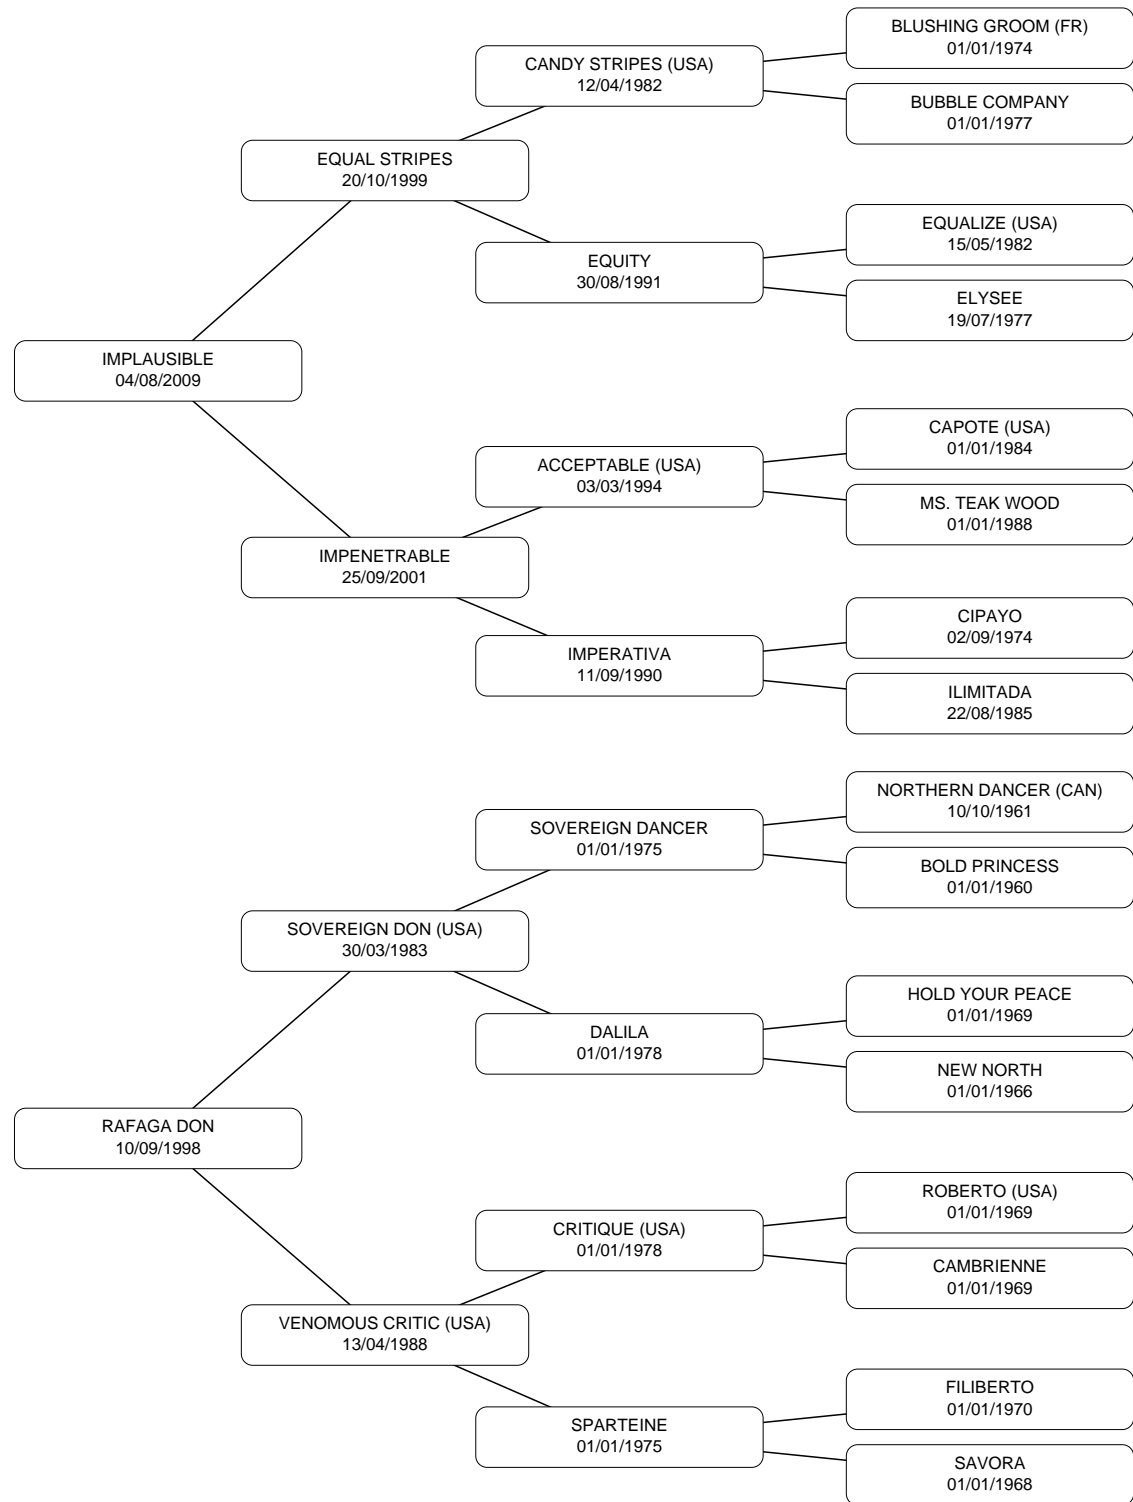 BLUSHING GROOM (FR)
01/01/1974
CANDY STRIPES (USA)
12/04/1982
BUBBLE COMPANY
01/01/1977
EQUAL STRIPES
20/10/1999
EQUALIZE (USA)
15/05/1982
EQUITY
30/08/1991
ELYSEE
19/07/1977
IMPLAUSIBLE
04/08/2009
CAPOTE (USA)
01/01/1984
ACCEPTABLE (USA)
03/03/1994
MS. TEAK WOOD
01/01/1988
IMPENETRABLE
25/09/2001
CIPAYO
02/09/1974
IMPERATIVA
11/09/1990
ILIMITADA
22/08/1985
NORTHERN DANCER (CAN)
10/10/1961
SOVEREIGN DANCER
01/01/1975
BOLD PRINCESS
01/01/1960
SOVEREIGN DON (USA)
30/03/1983
HOLD YOUR PEACE
01/01/1969
DALILA
01/01/1978
NEW NORTH
01/01/1966
RAFAGA DON
10/09/1998
ROBERTO (USA)
01/01/1969
CRITIQUE (USA)
01/01/1978
CAMBRIENNE
01/01/1969
VENOMOUS CRITIC (USA)
13/04/1988
FILIBERTO
01/01/1970
SPARTEINE
01/01/1975
SAVORA
01/01/1968